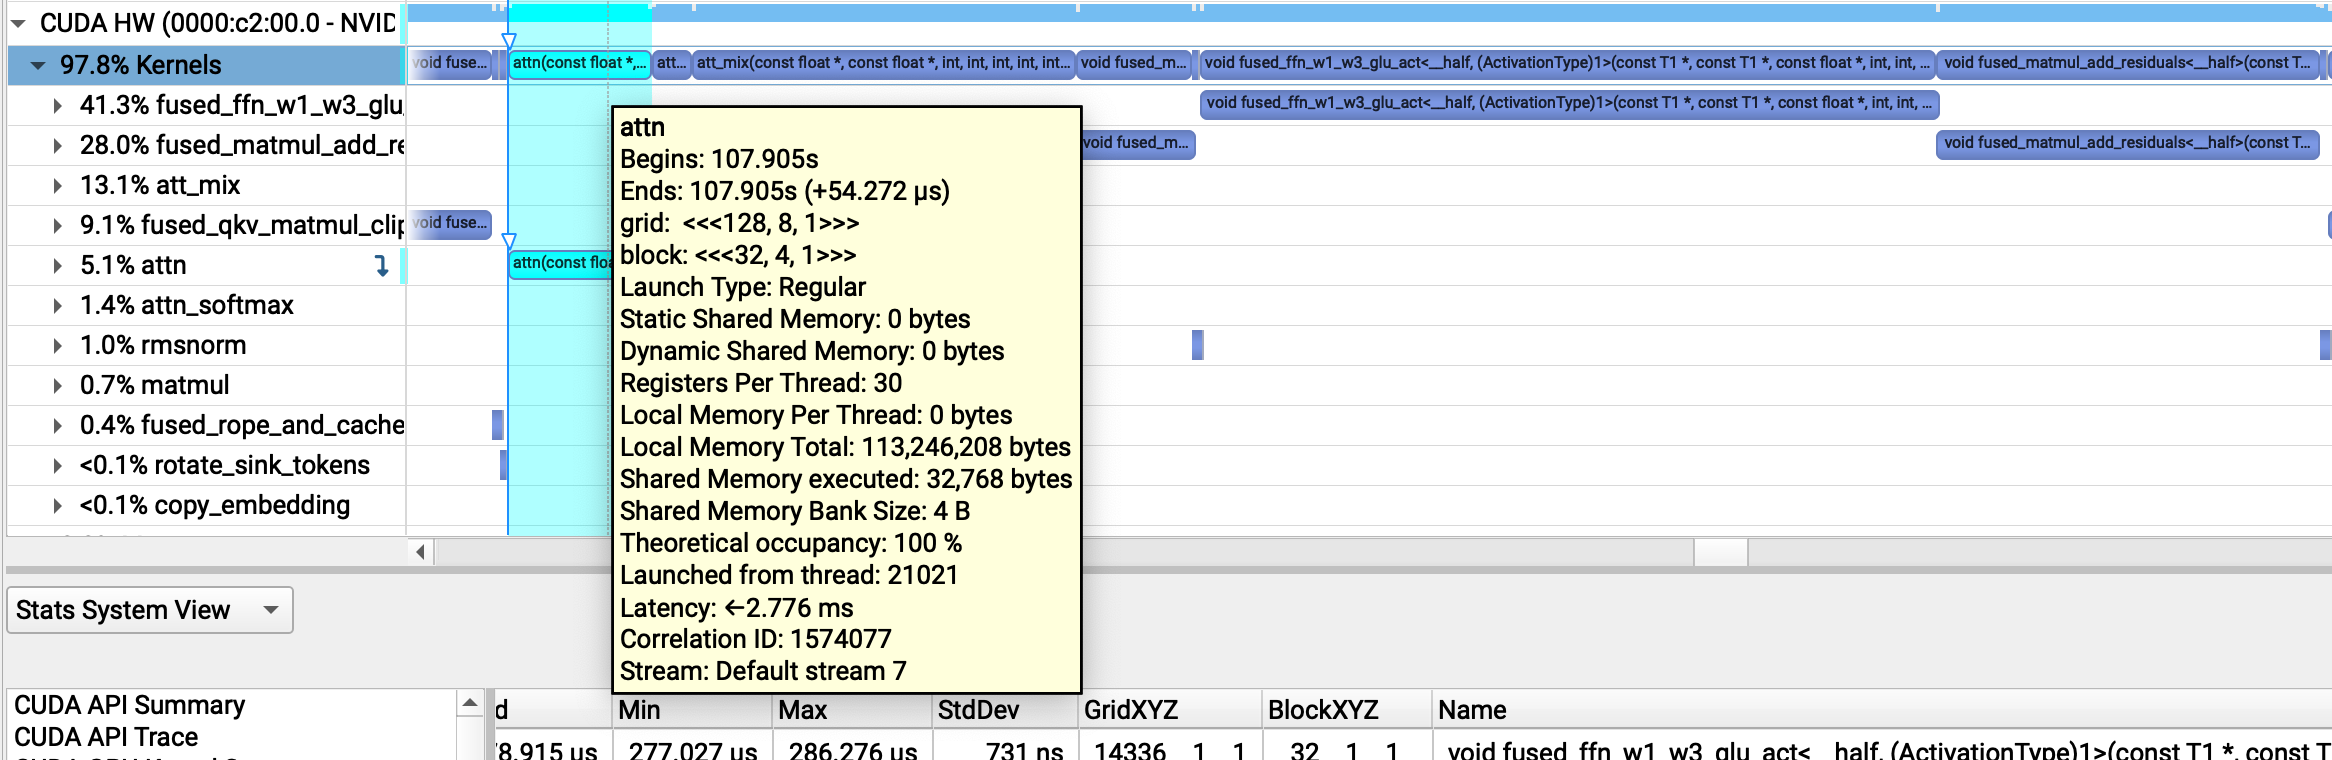 CUDA HW (0000:c2:00.0 - NVID
97.8% Kernels
void fuse...
attn(const float *,...
att...
att_mix(const float *, const float *, int, int, int, int, int...
void fused_m...
void fused_ffn_w1_w3_glu_act<__half, (ActivationType)1>(const T1 *, const T1 *, const float *, int, int, ...
void fused_matmul_add_residuals<__half>(const T...
41.3% fused_ffn_w1_w3_glu
void fused_ffn_w1_w3_glu_act<__half, (ActivationType)1>(const T1 *, const T1 *, const float *, int, int, ...
28.0% fused_matmul_add_re
void fused_m...
void fused_matmul_add_residuals<__half>(const T...
13.1% att_mix
9.1% fused_qkv_matmul_clip
void fuse...
5.1% attn
attn(const floa
1.4% attn_softmax
1.0% rmsnorm
0.7% matmul
0.4% fused_rope_and_cache
<0.1% rotate_sink_tokens
<0.1% copy_embedding
attn
Begins: 107.905s
Ends: 107.905s (+54.272 µs)
grid: <<<128, 8, 1>>>
block: <<<32, 4, 1>>>
Launch Type: Regular
Static Shared Memory: 0 bytes
Dynamic Shared Memory: 0 bytes
Registers Per Thread: 30
Local Memory Per Thread: 0 bytes
Local Memory Total: 113,246,208 bytes
Shared Memory executed: 32,768 bytes
Shared Memory Bank Size: 4 B
Theoretical occupancy: 100 %
Launched from thread: 21021
Latency: ←2.776 ms
Correlation ID: 1574077
Stream: Default stream 7
Stats System View
CUDA API Summary
CUDA API Trace
d Min Max StdDev GridXYZ BlockXYZ Name
8.915 us 277.027 us 286.276 us 731 ns 14336 1 1 32 1 1 void fused_ffn_w1_w3_glu_act<__half, (ActivationType)1>(const T1 *, const T